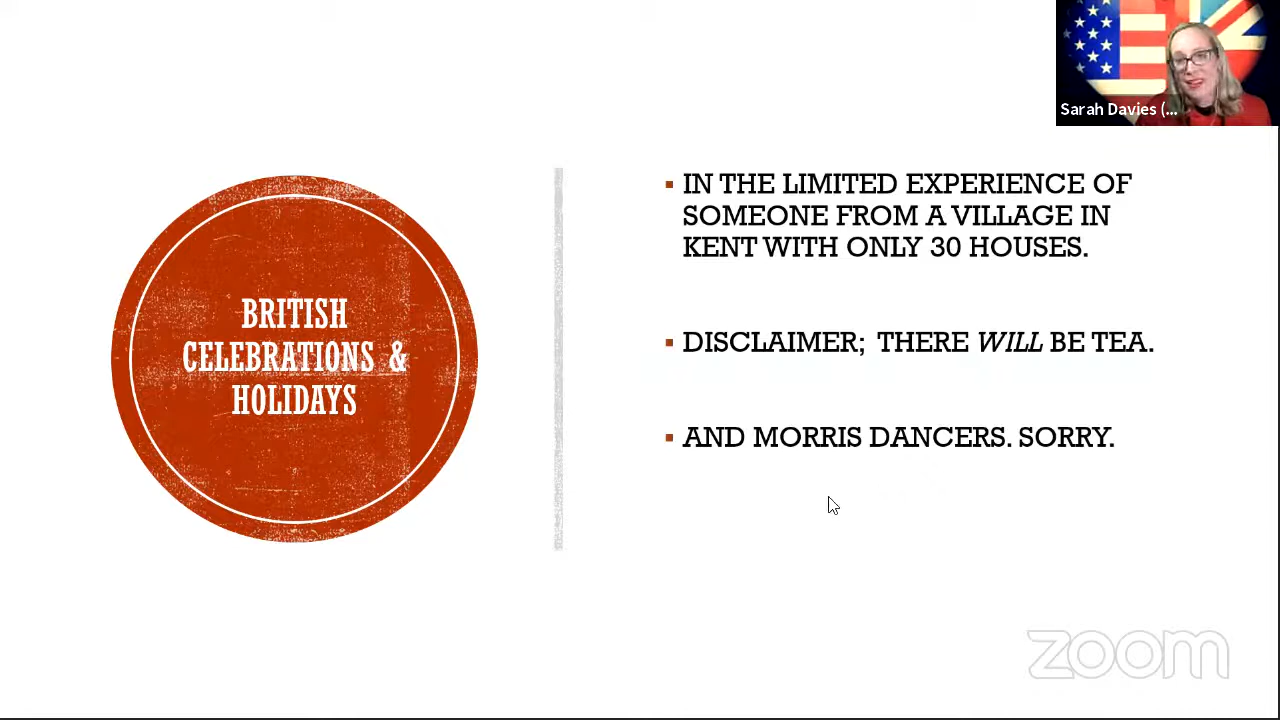 Sarah Davies (...
BRITISH
CELEBRATIONS &
HOLIDAYS
IN THE LIMITED EXPERIENCE OF
SOMEONE FROM A VILLAGE IN
KENT WITH ONLY 30 HOUSES.
DISCLAIMER; THERE WILL BE TEA.
AND MORRIS DANCERS. SORRY.
zoom